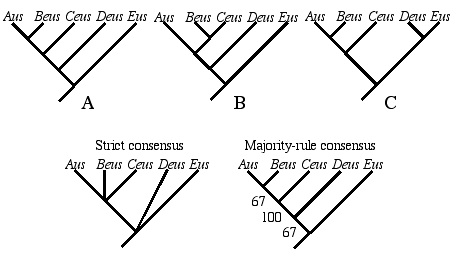 Aus Beus Ceus Deus Eus Aus Beus Ceus Deus Eus Aus Beus Ceus Deus Eus
A B C
Strict consensus Majority-rule consensus
Aus Beus Ceus Deus Eus Aus Beus Ceus Deus Eus
67
100
67